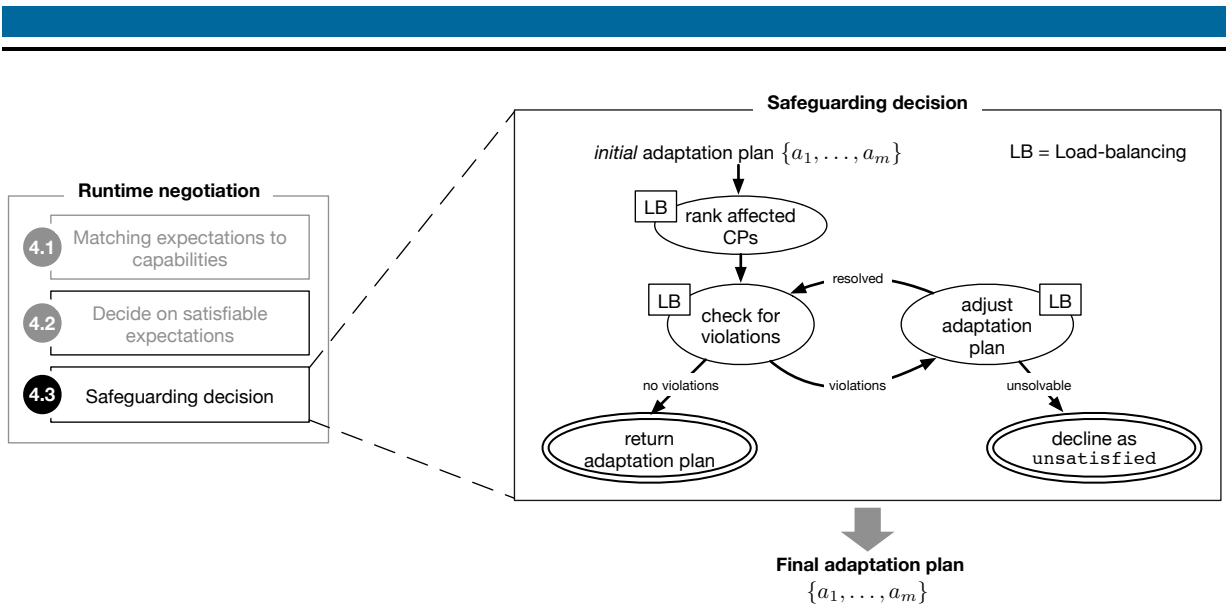 Runtime negotiation
4.1
Matching expectations to
capabilities
4.2
Decide on satisfiable
expectations
4.3
Safeguarding decision
Safeguarding decision
initial adaptation plan {a₁, . . . , aₘ}
LB = Load-balancing
LB
rank affected
CPs
resolved
LB
check for
violations
adjust
adaptation
plan
LB
no violations
violations
unsolvable
return
adaptation plan
decline as
unsatisfied
Final adaptation plan
{a₁, . . . , aₘ}